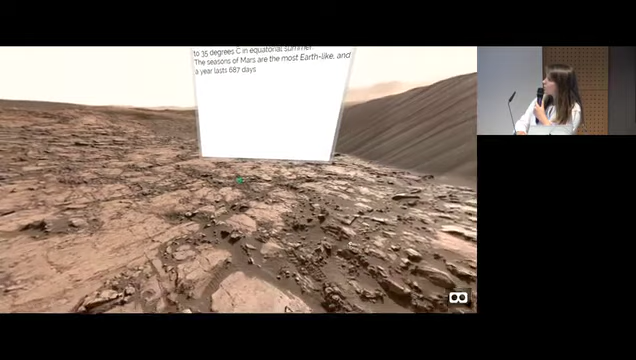 to 35 degrees C in equatorial summer.
The seasons of Mars are the most Earth-like, and
a year lasts 687 days